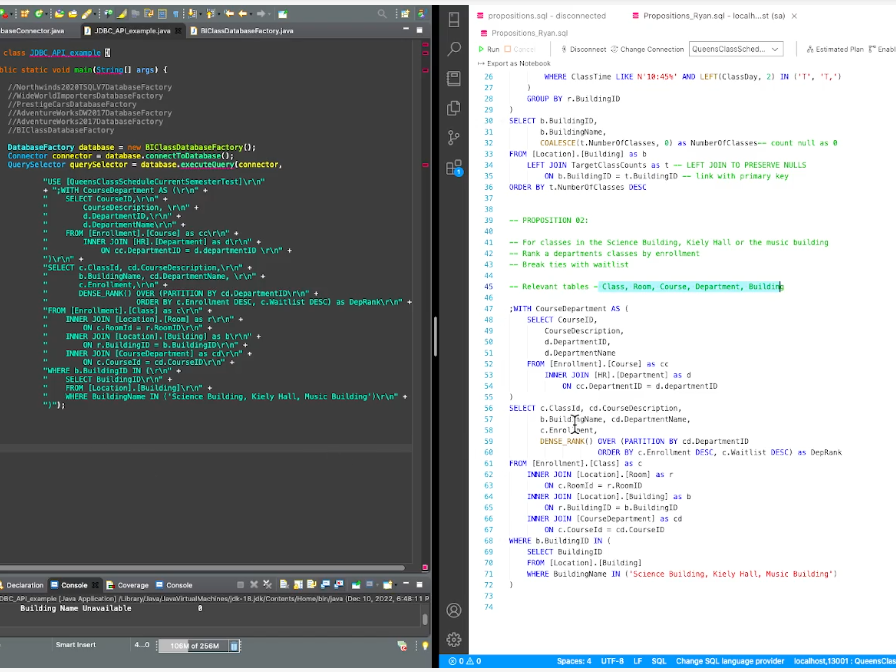 baseConnector.java
JDBC_API_example.java
BIClassDatabaseFactory.java
class JDBC_API_example {
blic static void main(String[] args) {
//Northwinds2020TSQLV7DatabaseFactory
//WideWorldImportersDatabaseFactory
//PrestigeCarsDatabaseFactory
//AdventureWorksDW2017DatabaseFactory
//AdventureWorks2017DatabaseFactory
//BIClassDatabaseFactory
DatabaseFactory database = new BIClassDatabaseFactory();
Connector connector = database.connectToDatabase();
QuerySelector querySelector = database.executeQuery(connector,
"USE [QueensClassScheduleCurrentSemesterTest]\r\n"
+ ";WITH CourseDepartment AS (\r\n" +
" SELECT CourseID,\r\n" +
" CourseDescription, \r\n" +
" d.DepartmentID,\r\n" +
" d.DepartmentName\r\n" +
" FROM [Enrollment].[Course] as cc\r\n" +
" INNER JOIN [HR].[Department] as d\r\n" +
" ON cc.DepartmentID = d.departmentID \r\n" +
")\r\n" +
"SELECT c.ClassId, cd.CourseDescription,\r\n" +
" b.BuildingName, cd.DepartmentName, \r\n" +
" c.Enrollment,\r\n" +
" DENSE_RANK() OVER (PARTITION BY cd.DepartmentID\r\n" +
" ORDER BY c.Enrollment DESC, c.Waitlist DESC) as DepRank\r\n" +
"FROM [Enrollment].[Class] as c\r\n" +
" INNER JOIN [Location].[Room] as r\r\n" +
" ON c.RoomId = r.RoomID\r\n" +
" INNER JOIN [Location].[Building] as b\r\n" +
" ON r.BuildingID = b.BuildingID\r\n" +
" INNER JOIN [CourseDepartment] as cd\r\n" +
" ON c.CourseId = cd.CourseID\r\n" +
"WHERE b.BuildingID IN (\r\n" +
" SELECT BuildingID\r\n" +
" FROM [Location].[Building]\r\n" +
" WHERE BuildingName IN ('Science Building, Kiely Hall, Music Building')\r\n" +
")");
Declaration
Console
Coverage
Console
DBC_API_example [Java Application] /Library/Java/JavaVirtualMachines/jdk-18.jdk/Contents/Home/bin/java (Dec 10, 2022, 6:48:11 P
Building Name Unavailable 0
Smart Insert
4...0
106M of 256M
1
propositions.sql - disconnected
Propositions_Ryan.sql - localh...st (sa)
Propositions_Ryan.sql
Run
Cancel
Disconnect
Change Connection
QueensClassSched...
Estimated Plan
Enabl
Export as Notebook
26 WHERE ClassTime LIKE N'10:45%' AND LEFT(ClassDay, 2) IN ('T', 'T,')
27 )
28 GROUP BY r.BuildingID
29 )
30 SELECT b.BuildingID,
31 b.BuildingName,
32 COALESCE(t.NumberOfClasses, 0) as NumberOfClasses-- count null as 0
33 FROM [Location].[Building] as b
34 LEFT JOIN TargetClassCounts as t -- LEFT JOIN TO PRESERVE NULLS
35 ON b.BuildingID = t.BuildingID -- link with primary key
36 ORDER BY t.NumberOfClasses DESC
37
38
39 -- PROPOSITION 02:
40
41 -- For classes in the Science Building, Kiely Hall or the music building
42 -- Rank a departments classes by enrollment
43 -- Break ties with waitlist
44
45 -- Relevant tables - Class, Room, Course, Department, Building
46
47 ;WITH CourseDepartment AS (
48 SELECT CourseID,
49 CourseDescription,
50 d.DepartmentID,
51 d.DepartmentName
52 FROM [Enrollment].[Course] as cc
53 INNER JOIN [HR].[Department] as d
54 ON cc.DepartmentID = d.departmentID
55 )
56 SELECT c.ClassId, cd.CourseDescription,
57 b.BuildingName, cd.DepartmentName,
58 c.Enrollment,
59 DENSE_RANK() OVER (PARTITION BY cd.DepartmentID
60 ORDER BY c.Enrollment DESC, c.Waitlist DESC) as DepRank
61 FROM [Enrollment].[Class] as c
62 INNER JOIN [Location].[Room] as r
63 ON c.RoomId = r.RoomID
64 INNER JOIN [Location].[Building] as b
65 ON r.BuildingID = b.BuildingID
66 INNER JOIN [CourseDepartment] as cd
67 ON c.CourseId = cd.CourseID
68 WHERE b.BuildingID IN (
69 SELECT BuildingID
70 FROM [Location].[Building]
71 WHERE BuildingName IN ('Science Building, Kiely Hall, Music Building')
72 )
73
74
0 0
Spaces: 4
UTF-8
LF
SQL
Change SQL language provider
localhost,13001 : QueensClas